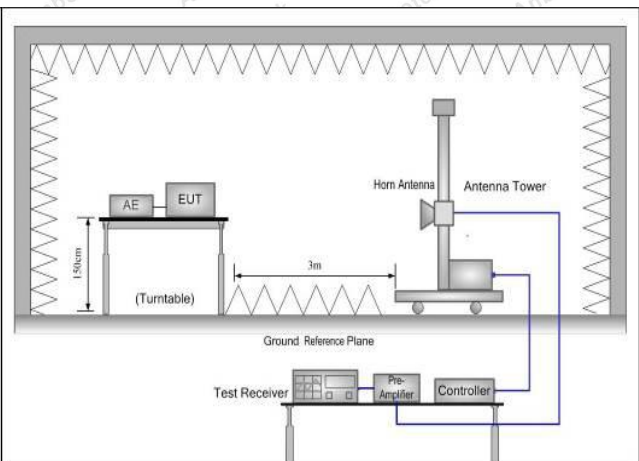 AE
EUT
Horn Antenna
Antenna Tower
150cm
3m
(Turntable)
Ground Reference Plane
Test Receiver
Pre-
Amplifier
Controller